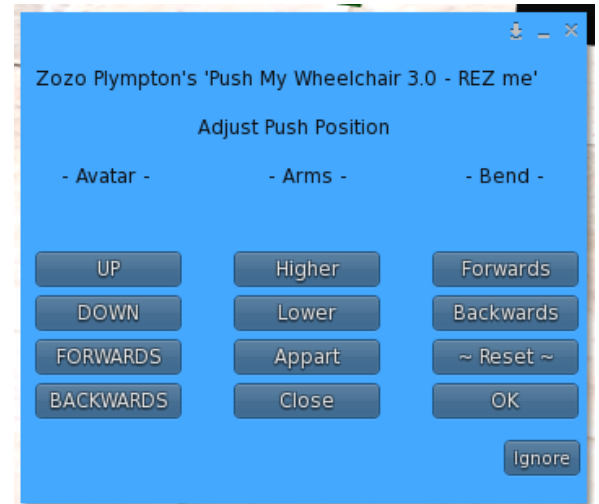 Zozo Plympton's 'Push My Wheelchair 3.0 - REZ me'
Adjust Push Position
- Avatar - - Arms - - Bend -
UP Higher Forwards
DOWN Lower Backwards
FORWARDS Appart ~ Reset ~
BACKWARDS Close OK
Ignore